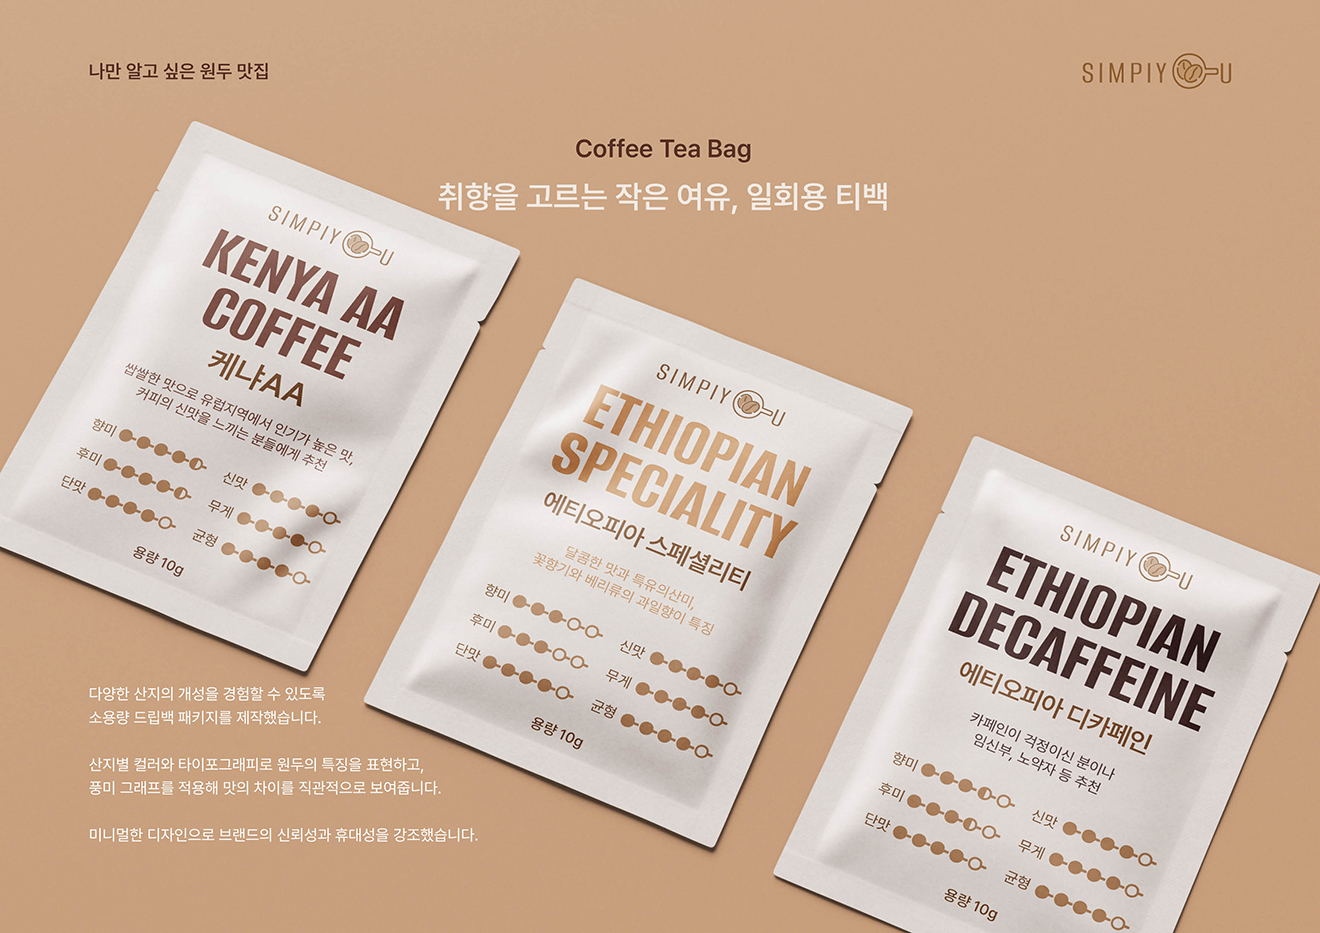 나만 알고 싶은 원두 맛집
SIMPIY U
Coffee Tea Bag
취향을 고르는 작은 여유, 일회용 티백
SIMPIY U
KENYA AA
COFFEE
케냐AA
쌉쌀한 맛으로 유럽지역에서 인기가 높은 맛,
커피의 신맛을 느끼는 분들에게 추천
향미
후미
단맛
신맛
무게
균형
용량 10g
SIMPIY U
ETHIOPIAN
SPECIALITY
에티오피아 스페셜리티
달콤한 맛과 특유의산미,
꽃향기와 베리류의 과일향이 특징
향미
후미
단맛
신맛
무게
균형
용량 10g
SIMPIY U
ETHIOPIAN
DECAFFEINE
에티오피아 디카페인
카페인이 걱정이신 분이나
임신부, 노약자 등 추천
향미
후미
단맛
신맛
무게
균형
용량 10g
다양한 산지의 개성을 경험할 수 있도록
소용량 드립백 패키지를 제작했습니다.
산지별 컬러와 타이포그래피로 원두의 특징을 표현하고,
풍미 그래프를 적용해 맛의 차이를 직관적으로 보여줍니다.
미니멀한 디자인으로 브랜드의 신뢰성과 휴대성을 강조했습니다.